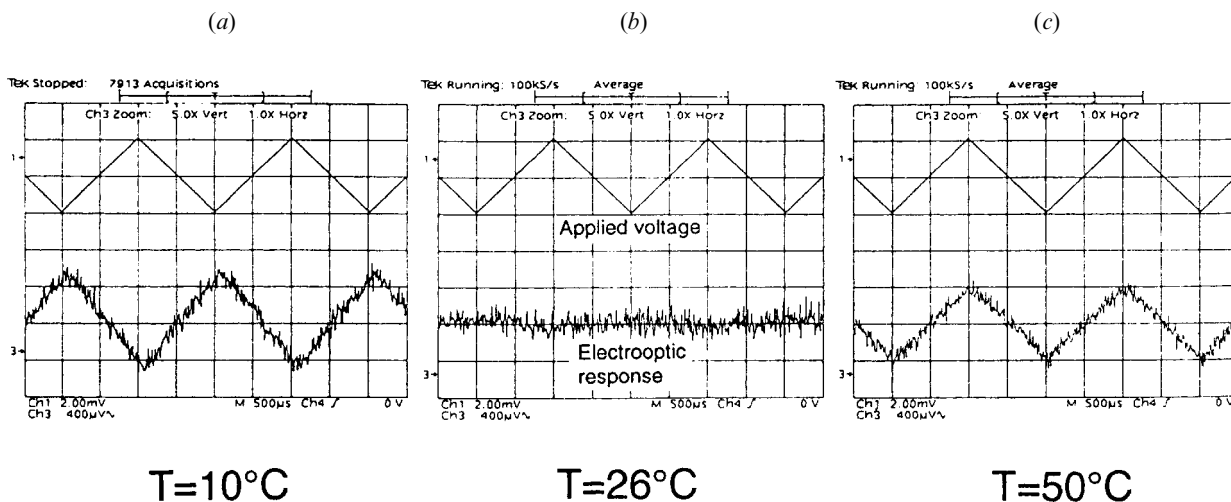 (a)
(b)
(c)
Tek Stopped: 7913 Acquisitions
Ch3 Zoom: 5.0X Vert 1.0X Horz
1
3
Ch1 2.00mV M 500µs Ch4 ∫ 0 V
Ch3 400µV∿
Tek Running: 100kS/s Average
Ch3 Zoom: 5.0X Vert 1.0X Horz
1
Applied voltage
Electrooptic
response
3
Ch1 2.00mV M 500µs Ch4 ∫ 0 V
Ch3 400µV∿
Tek Running: 100kS/s Average
Ch3 Zoom: 5.0X Vert 1.0X Horz
1
3
Ch1 2.00mV M 500µs Ch4 ∫ 0 V
Ch3 400µV∿
T=10°C
T=26°C
T=50°C